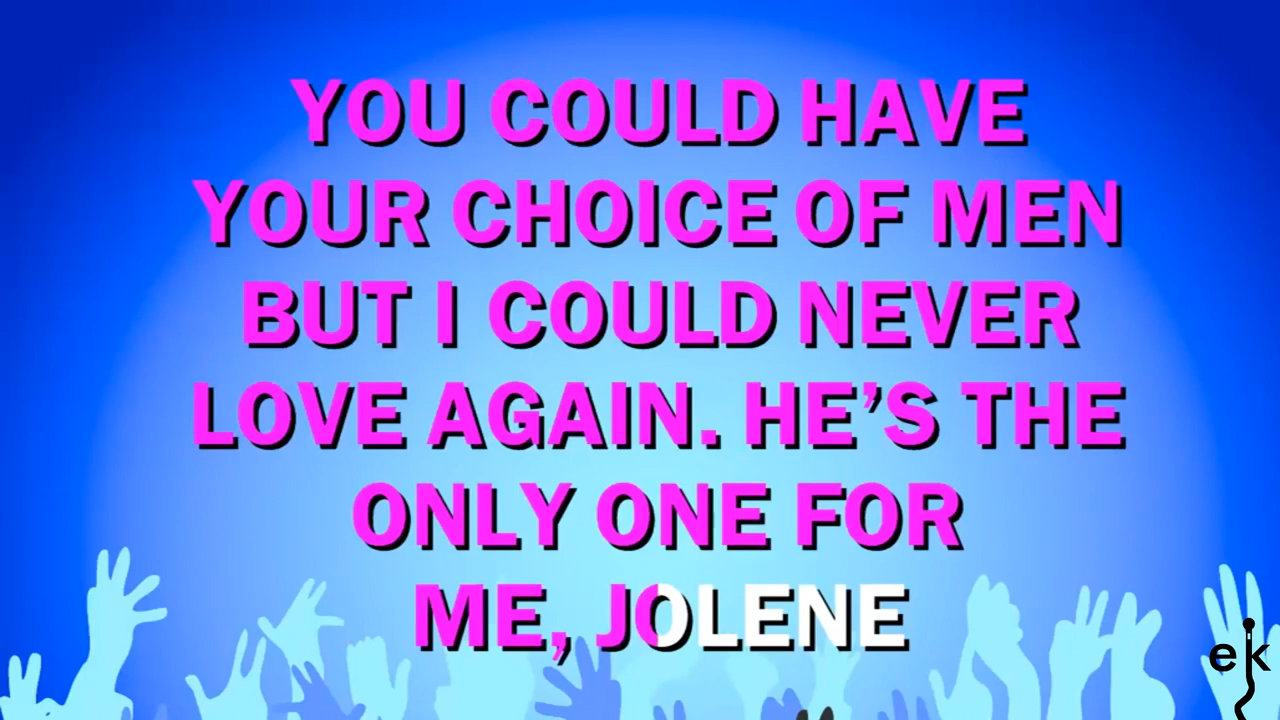 YOU COULD HAVE
YOUR CHOICE OF MEN
BUT I COULD NEVER
LOVE AGAIN. HE’S THE
ONLY ONE FOR
ME, JOLENE
ek